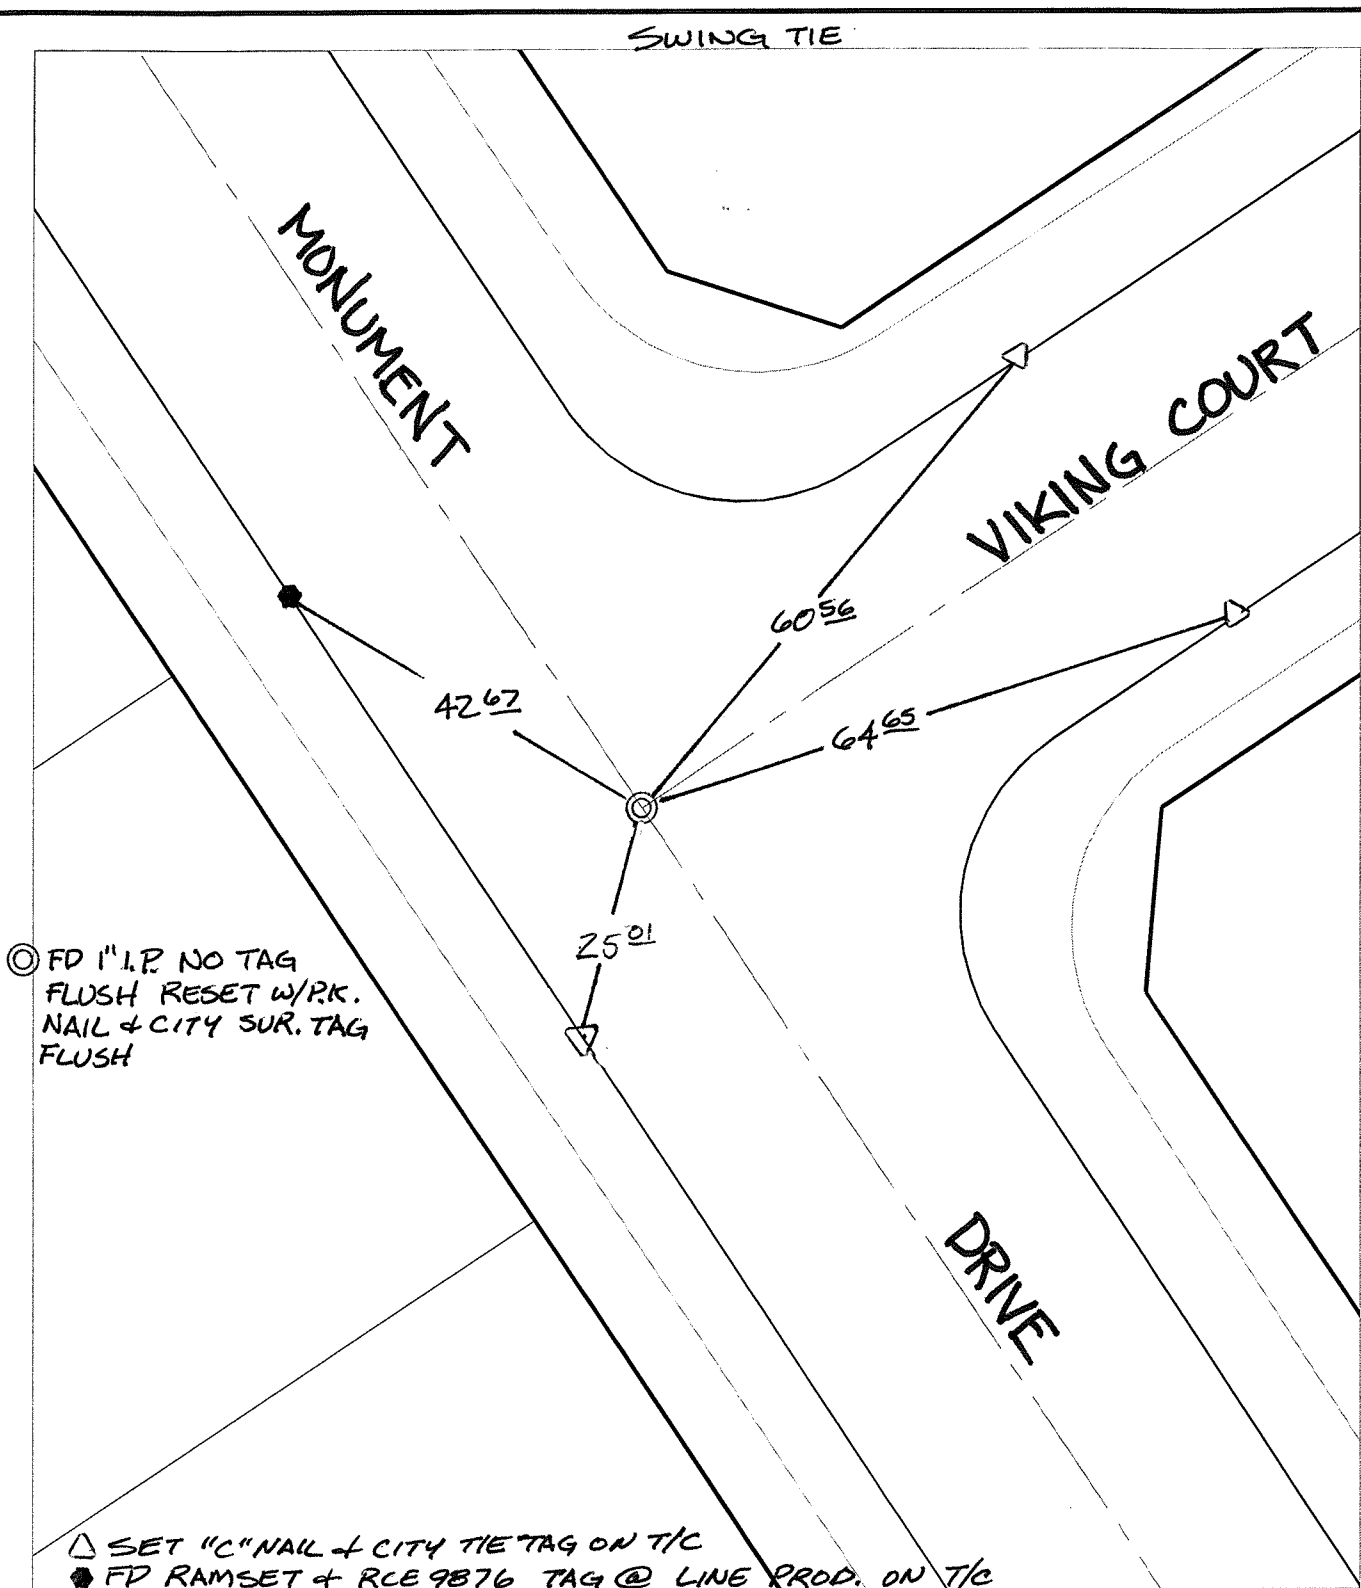 SWING TIE
MONUMENT
VIKING COURT
60 56
42 67
64 65
25 01
◎ FD 1" I.P. NO TAG
FLUSH RESET W/P.K.
NAIL & CITY SUR. TAG
FLUSH
DRIVE
△ SET "C" NAIL & CITY TIE TAG ON T/C
⬢ FD RAMSET & RCE 9876 TAG @ LINE PROD. ON T/C